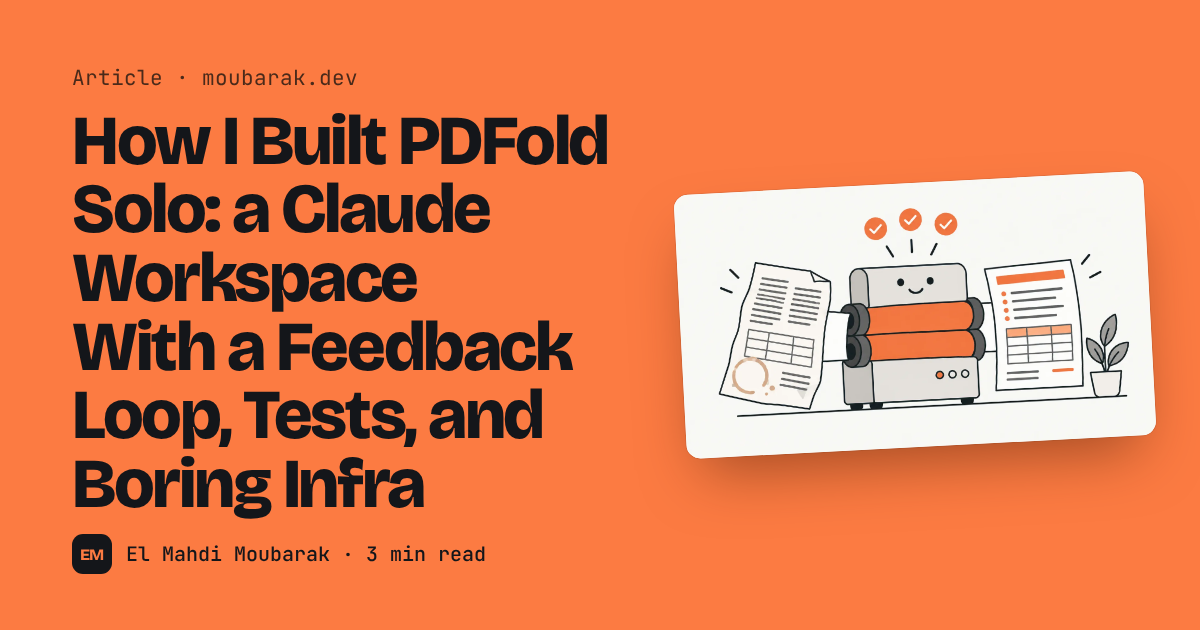 Article · moubarak.dev
How I Built PDFold
Solo: a Claude
Workspace
With a Feedback
Loop, Tests, and
Boring Infra
EM
El Mahdi Moubarak · 3 min read